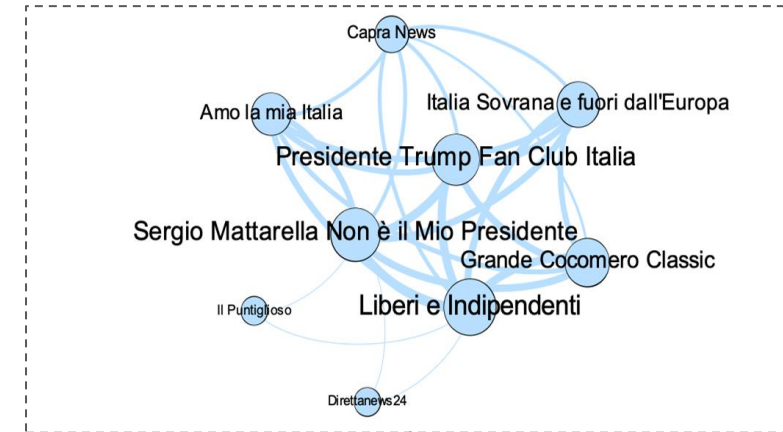 Capra News
Italia Sovrana e fuori dall'Europa
Amo la mia Italia
Presidente Trump Fan Club Italia
Sergio Mattarella Non è il Mio Presidente
Grande Cocomero Classic
Liberi e Indipendenti
Il Puntiglioso
Direttanews24